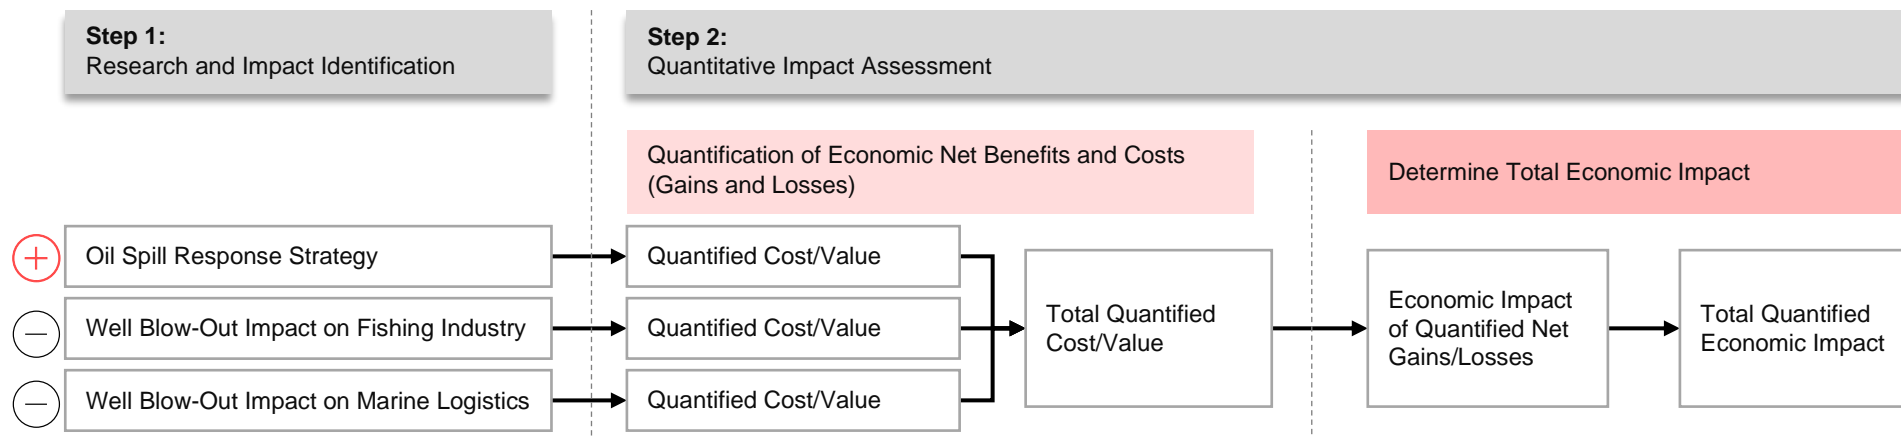 Step 1:
Research and Impact Identification
Step 2:
Quantitative Impact Assessment
Quantification of Economic Net Benefits and Costs
(Gains and Losses)
Determine Total Economic Impact
Oil Spill Response Strategy
Quantified Cost/Value
Well Blow-Out Impact on Fishing Industry
Quantified Cost/Value
Well Blow-Out Impact on Marine Logistics
Quantified Cost/Value
Total Quantified
Cost/Value
Economic Impact
of Quantified Net
Gains/Losses
Total Quantified
Economic Impact